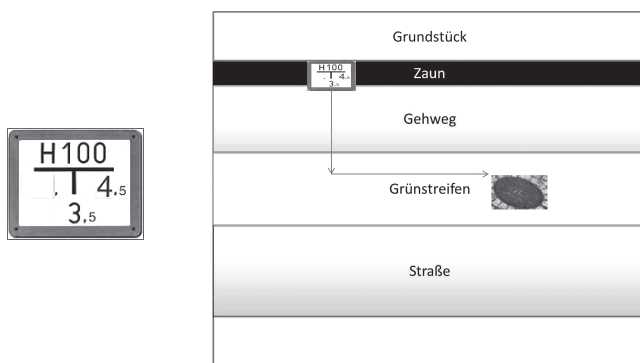 Grundstück
H100
4,5
3,5
Zaun
Gehweg
H100
, 4,5
3,5
Grünstreifen
Straße